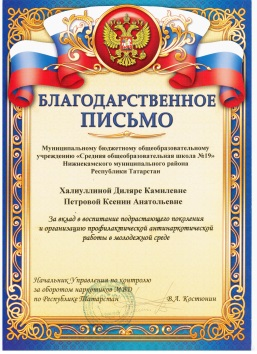 БЛАГОДАРСТВЕННОЕ
ПИСЬМО
Муниципальному бюджетному общеобразовательному
учреждению «Средняя общеобразовательная школа №19»
Нижнекамского муниципального района
Республики Татарстан
Халиуллиной Диляре Камилевне
Петровой Ксении Анатольевне
За вклад в воспитание подрастающего поколения
и организацию профилактической антинаркотической
работы в молодежной среде
Начальник Управления по контролю
за оборотом наркотиков МВД
по Республике Татарстан
В.А. Костюнин